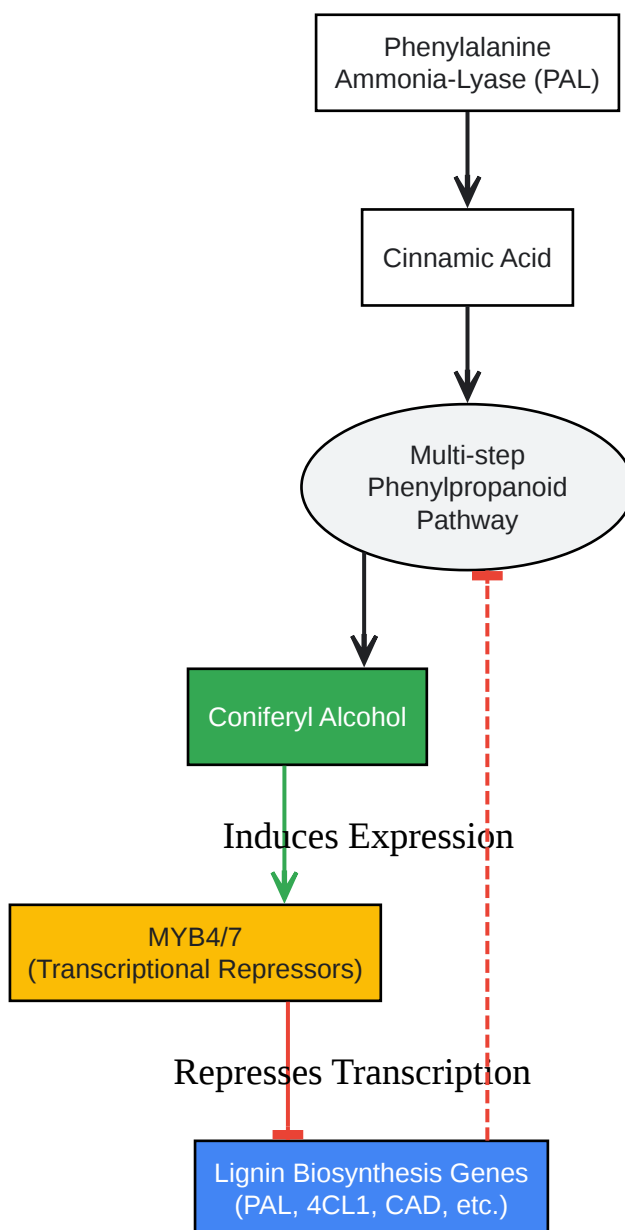 Phenylalanine
Ammonia-Lyase (PAL)
Cinnamic Acid
Multi-step
Phenylpropanoid
Pathway
Coniferyl Alcohol
Induces Expression
MYB4/7
(Transcriptional Repressors)
Represses Transcription
Lignin Biosynthesis Genes
(PAL, 4CL1, CAD, etc.)